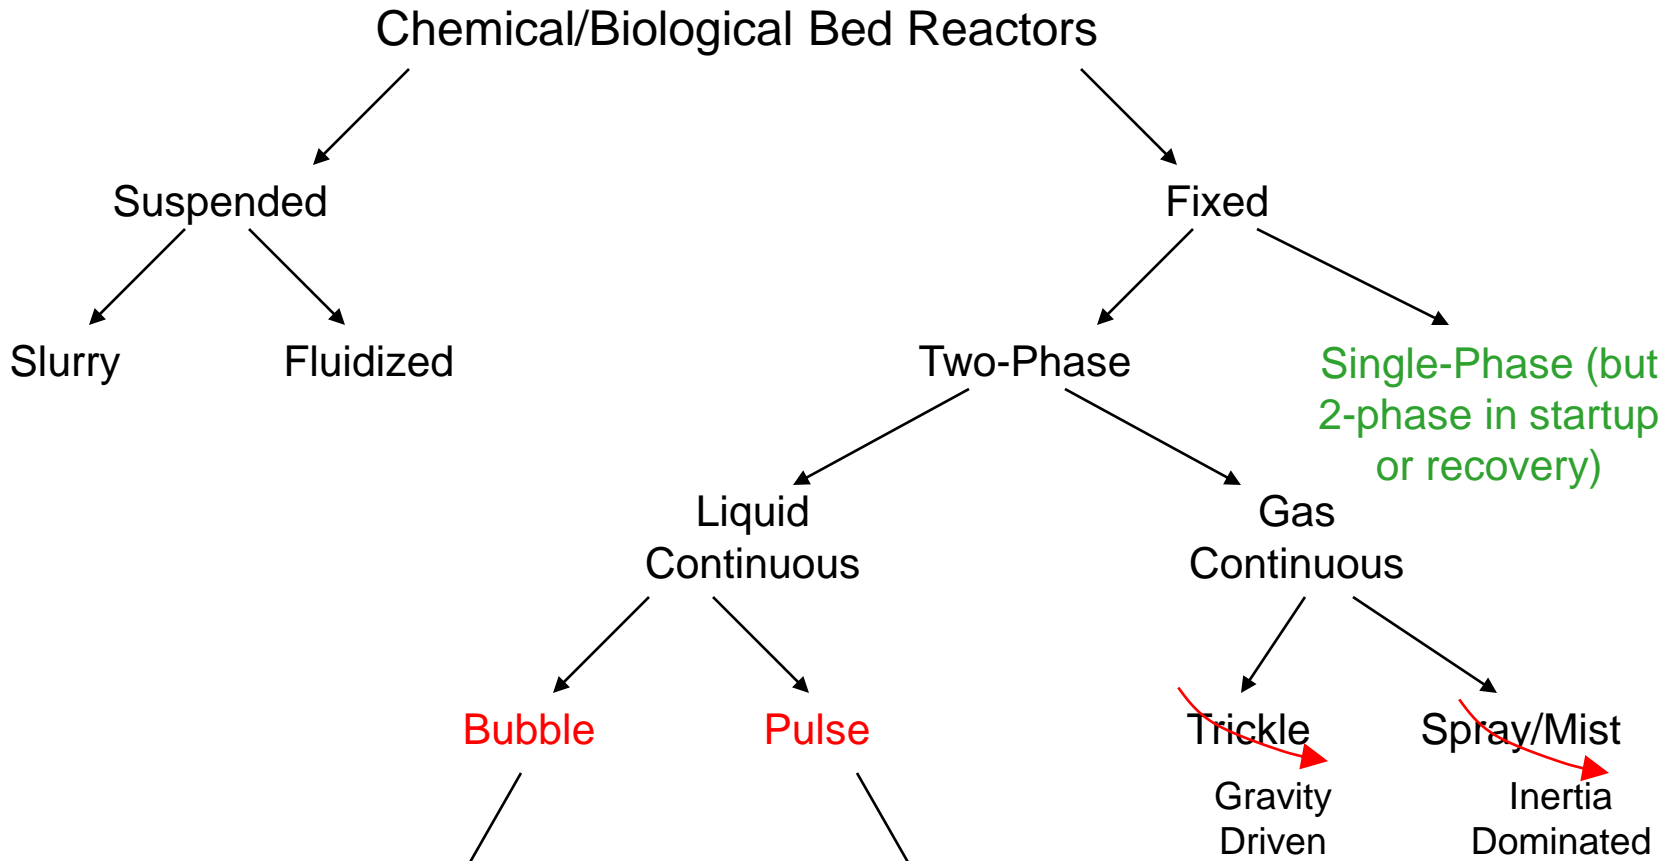 Chemical/Biological Bed Reactors
Suspended
Fixed
Slurry
Fluidized
Two-Phase
Single-Phase (but
2-phase in startup
or recovery)
Liquid
Continuous
Gas
Continuous
Bubble
Pulse
Trickle
Spray/Mist
Gravity
Driven
Inertia
Dominated